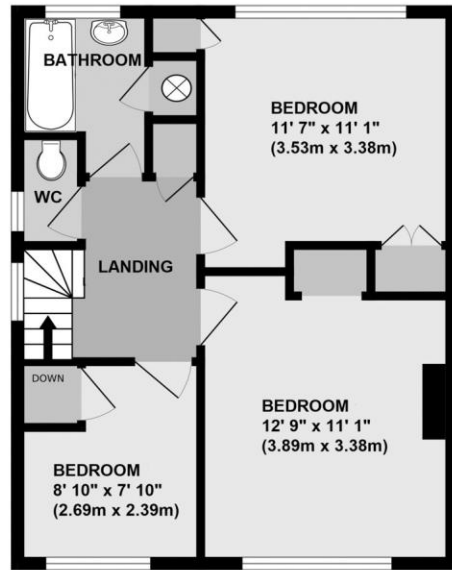 BATHROOM
BEDROOM
11' 7" x 11' 1"
(3.53m x 3.38m)
WC
LANDING
DOWN
BEDROOM
12' 9" x 11' 1"
(3.89m x 3.38m)
BEDROOM
8' 10" x 7' 10"
(2.69m x 2.39m)